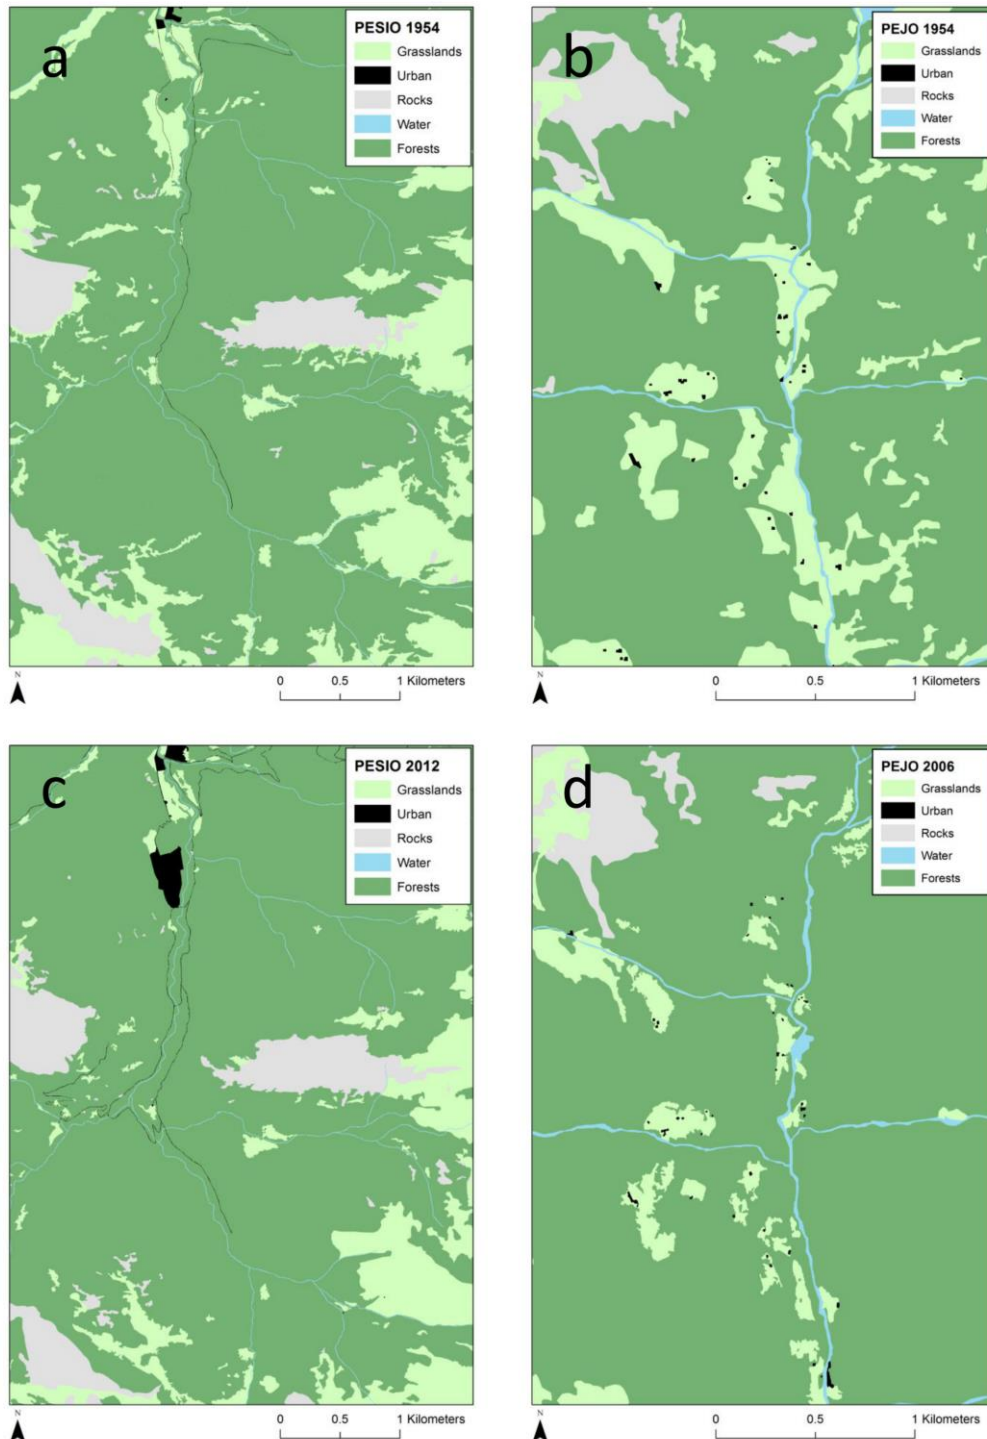 a
PESIO 1954
Grasslands
Urban
Rocks
Water
Forests
N
0 0.5 1 Kilometers
b
PEJO 1954
Grasslands
Urban
Rocks
Water
Forests
N
0 0.5 1 Kilometers
c
PESIO 2012
Grasslands
Urban
Rocks
Water
Forests
N
0 0.5 1 Kilometers
d
PEJO 2006
Grasslands
Urban
Rocks
Water
Forests
N
0 0.5 1 Kilometers